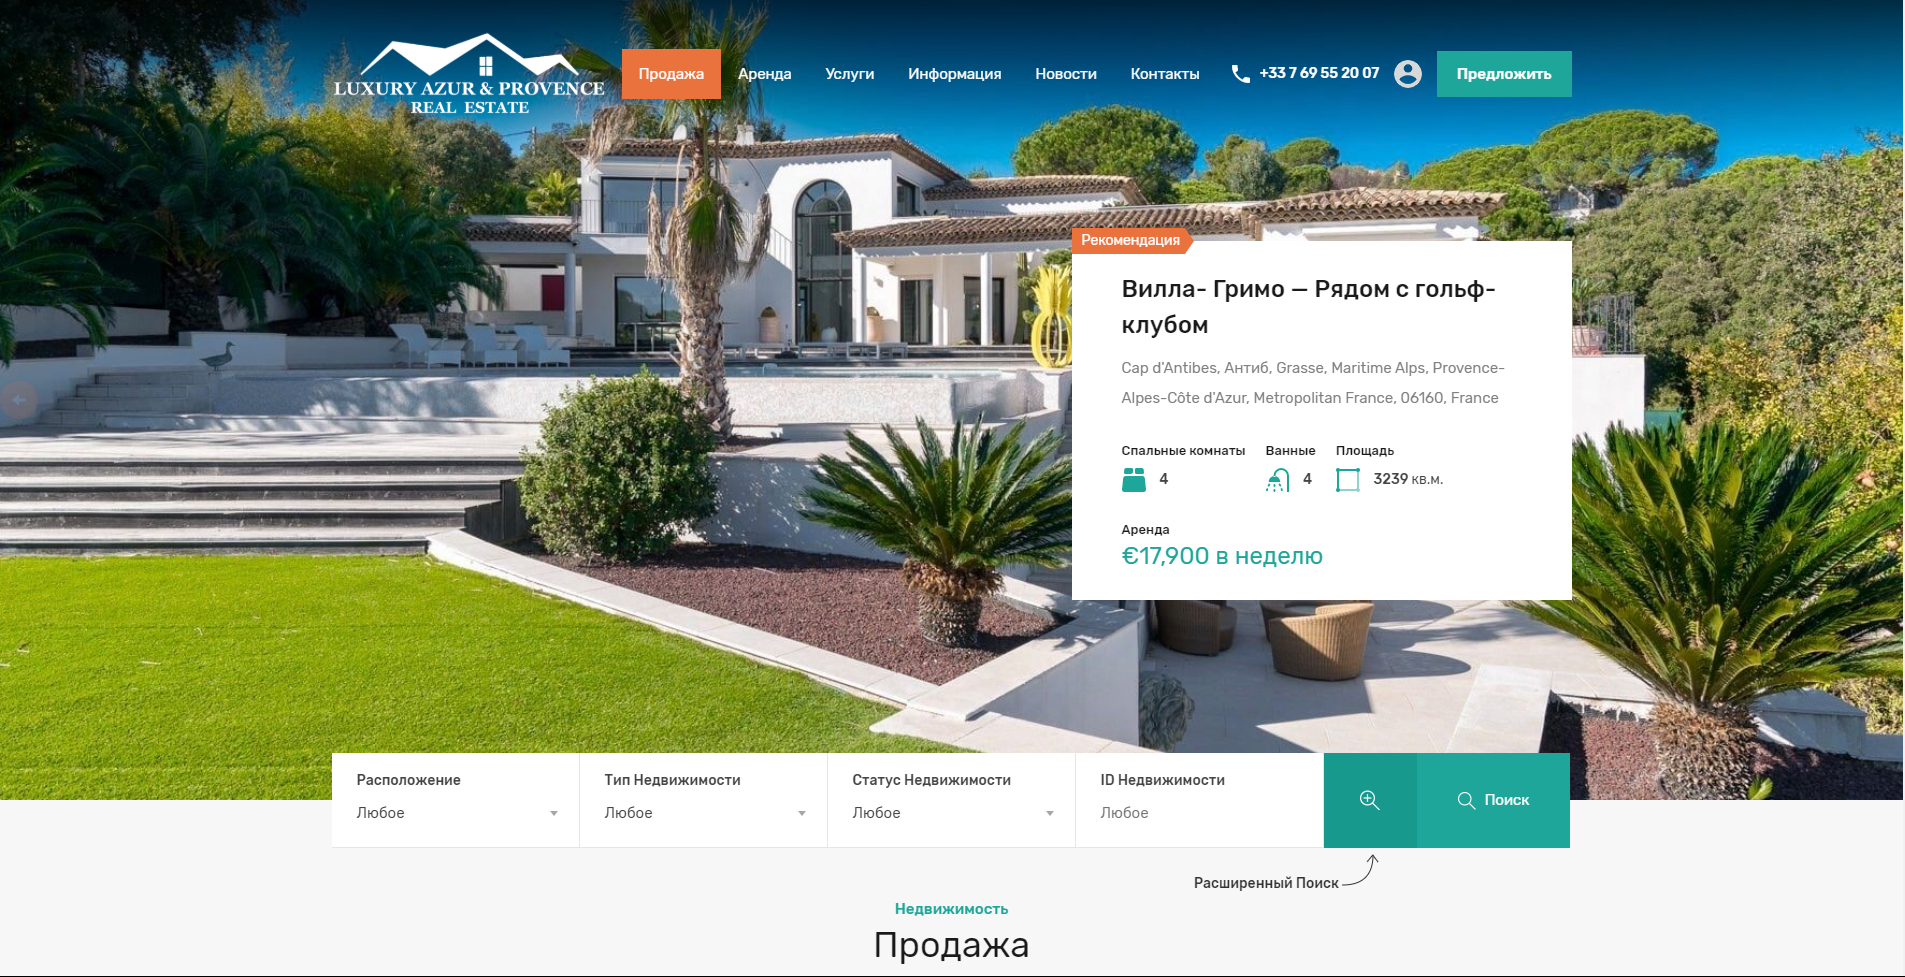 LUXURY AZUR & PROVENCE
REAL ESTATE
Продажа
Аренда
Услуги
Информация
Новости
Контакты
+33 7 69 55 20 07
Предложить
Рекомендация
Вилла- Гримо — Рядом с гольф-
клубом
Cap d'Antibes, Антиб, Grasse, Maritime Alps, Provence-
Alpes-Côte d'Azur, Metropolitan France, 06160, France
Спальные комнаты
Ванные
Площадь
4
4
3239 кв.м.
Аренда
€17,900 в неделю
Расположение
Тип Недвижимости
Статус Недвижимости
ID Недвижимости
Любое
Любое
Любое
Любое
Поиск
Расширенный Поиск
Недвижимость
Продажа